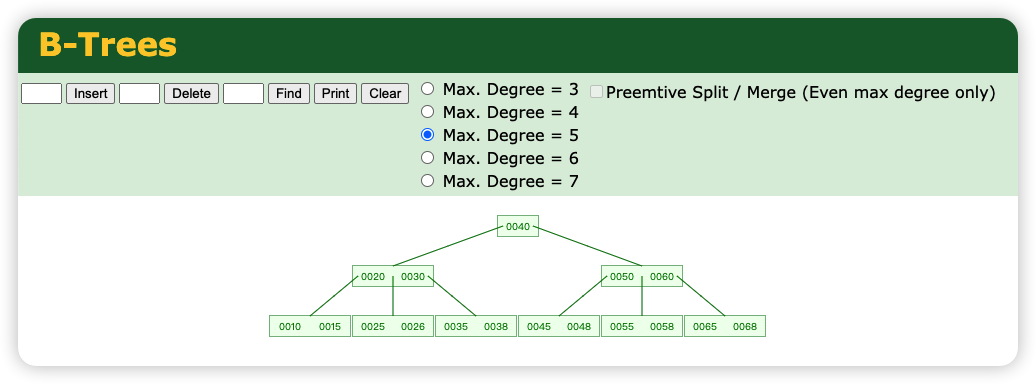 B-Trees
Insert Delete Find Print Clear
Max. Degree = 3
Max. Degree = 4
Max. Degree = 5
Max. Degree = 6
Max. Degree = 7
Preemtive Split / Merge (Even max degree only)
0040
0020 0030 0050 0060
0010 0015 0025 0026 0035 0038 0045 0048 0055 0058 0065 0068